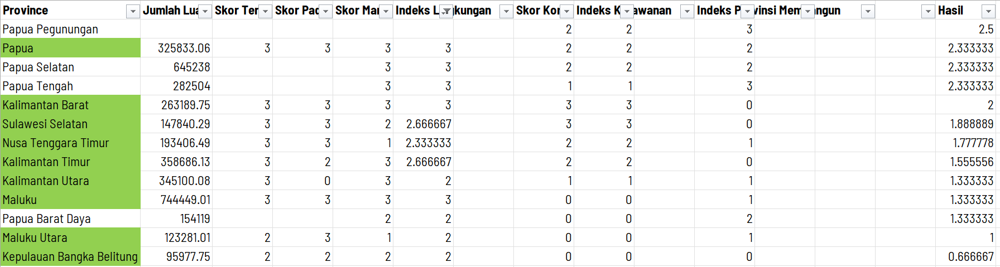 Province Jumlah Lua Skor Ter Skor Pad Skor Man Indeks L gkungan Skor Kor Indeks K awanan Indeks P vinsi Mem ngun Hasil
Papua Pegunungan 2 2 3 2.5
Papua 325833.06 3 3 3 3 2 2 2 2.333333
Papua Selatan 645238 3 3 2 2 2 2.333333
Papua Tengah 282504 3 3 1 1 3 2.333333
Kalimantan Barat 263189.75 3 3 3 3 3 3 0 2
Sulawesi Selatan 147840.29 3 3 2 2.666667 3 3 0 1.888889
Nusa Tenggara Timur 193406.49 3 3 1 2.333333 2 2 1 1.777778
Kalimantan Timur 358686.13 3 2 3 2.666667 2 2 0 1.555556
Kalimantan Utara 345100.08 3 0 3 2 1 1 1 1.333333
Maluku 744449.01 3 3 3 3 0 0 1 1.333333
Papua Barat Daya 154119 2 2 0 0 2 1.333333
Maluku Utara 123281.01 2 3 1 2 0 0 1 1
Kepulauan Bangka Belitung 95977.75 2 2 2 2 0 0 0 0.666667